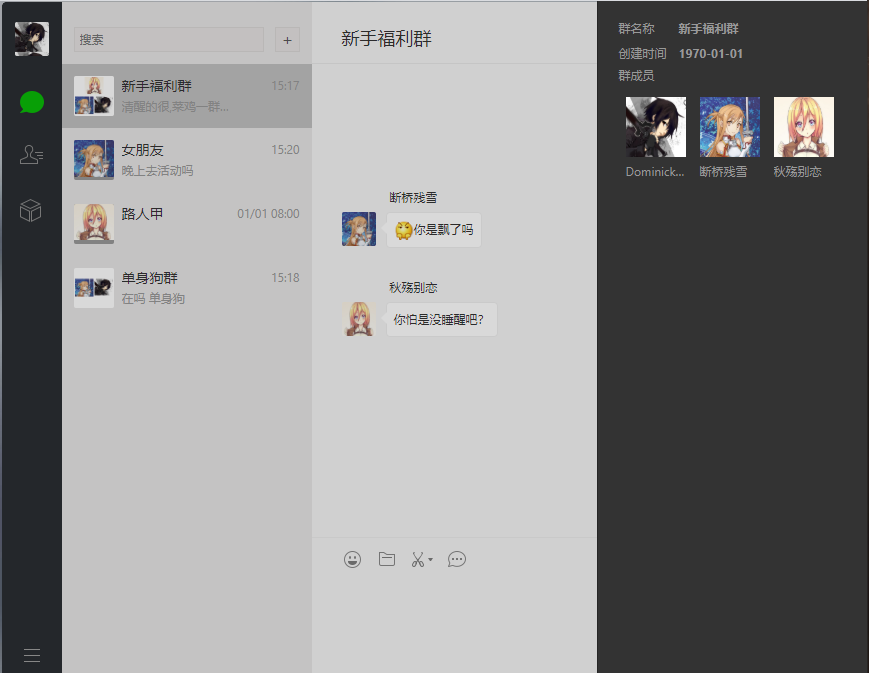 搜索
+
新手福利群 15:17
清醒的很,菜鸡一群...
女朋友 15:20
晚上去活动吗
路人甲 01/01 08:00
单身狗群 15:18
在吗 单身狗
新手福利群
断桥残雪
你是飘了吗
秋殇别恋
你怕是没睡醒吧?
群名称 新手福利群
创建时间 1970-01-01
群成员
Dominick... 断桥残雪 秋殇别恋